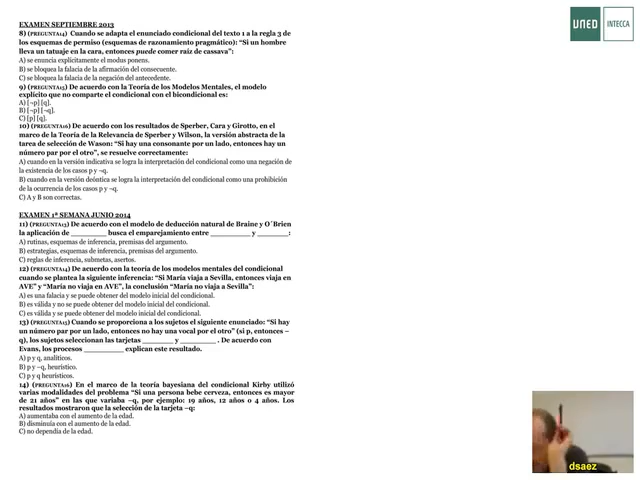 EXAMEN SEPTIEMBRE 2013
8) (PREGUNTA14) Cuando se adapta el enunciado condicional del texto 1 a la regla 3 de
los esquemas de permiso (esquemas de razonamiento pragmático): “Si un hombre
lleva un tatuaje en la cara, entonces puede comer raíz de cassava”:
A) se enuncia explícitamente el modus ponens.
B) se bloquea la falacia de la afirmación del consecuente.
C) se bloquea la falacia de la negación del antecedente.
9) (PREGUNTA15) De acuerdo con la Teoría de los Modelos Mentales, el modelo
explícito que no comparte el condicional con el bicondicional es:
A) [¬p] [q].
B) [¬p] [¬q].
C) [p] [q].
10) (PREGUNTA16) De acuerdo con los resultados de Sperber, Cara y Girotto, en el
marco de la Teoría de la Relevancia de Sperber y Wilson, la versión abstracta de la
tarea de selección de Wason: “Si hay una consonante por un lado, entonces hay un
número par por el otro”, se resuelve correctamente:
A) cuando en la versión indicativa se logra la interpretación del condicional como una negación de
la existencia de los casos p y ¬q.
B) cuando en la versión deóntica se logra la interpretación del condicional como una prohibición
de la ocurrencia de los casos p y ¬q.
C) A y B son correctas.
EXAMEN 1ª SEMANA JUNIO 2014
11) (PREGUNTA13) De acuerdo con el modelo de deducción natural de Braine y O´Brien
la aplicación de _______ busca el emparejamiento entre ________ y ______:
A) rutinas, esquemas de inferencia, premisas del argumento.
B) estrategias, esquemas de inferencia, premisas del argumento.
C) reglas de inferencia, submetas, asertos.
12) (PREGUNTA14) De acuerdo con la teoría de los modelos mentales del condicional
cuando se plantea la siguiente inferencia: “Si María viaja a Sevilla, entonces viaja en
AVE” y “María no viaja en AVE”, la conclusión “María no viaja a Sevilla”:
A) es una falacia y se puede obtener del modelo inicial del condicional.
B) es válida y no se puede obtener del modelo inicial del condicional.
C) es válida y se puede obtener del modelo inicial del condicional.
13) (PREGUNTA15) Cuando se proporciona a los sujetos el siguiente enunciado: “Si hay
un número par por un lado, entonces no hay una vocal por el otro” (si p, entonces –
q), los sujetos seleccionan las tarjetas ______ y _______ . De acuerdo con
Evans, los procesos ________ explican este resultado.
A) p y q, analíticos.
B) p y –q, heurístico.
C) p y q heurísticos.
14) (PREGUNTA16) En el marco de la teoría bayesiana del condicional Kirby utilizó
varias modalidades del problema “Si una persona bebe cerveza, entonces es mayor
de 21 años” en las que variaba –q, por ejemplo: 19 años, 12 años o 4 años. Los
resultados mostraron que la selección de la tarjeta –q:
A) aumentaba con el aumento de la edad.
B) disminuía con el aumento de la edad.
C) no dependía de la edad.
UNED
INTECCA
dsaez